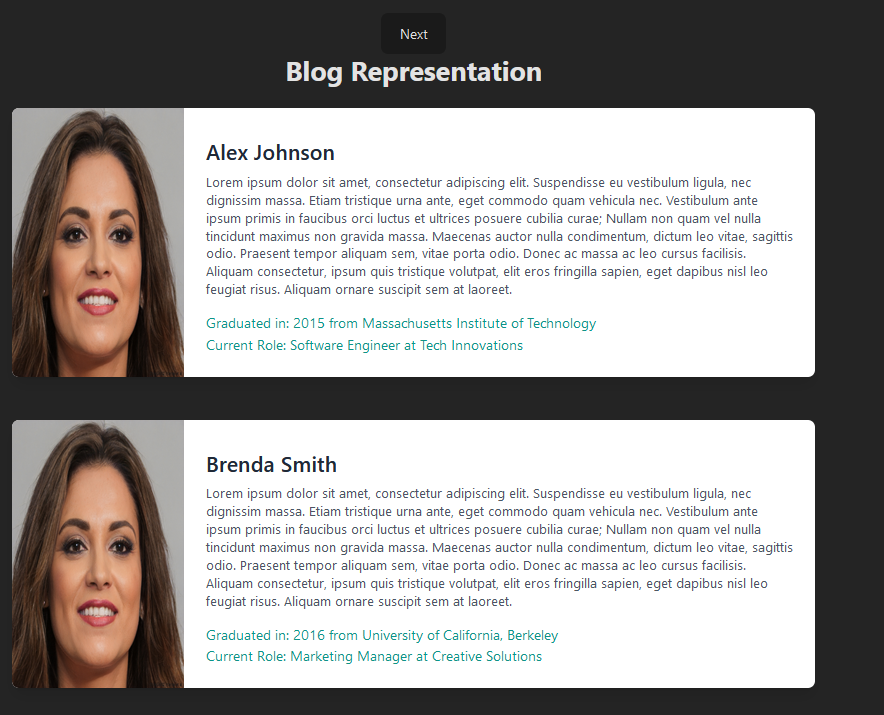 Next
Blog Representation
Alex Johnson
Lorem ipsum dolor sit amet, consectetur adipiscing elit. Suspendisse eu vestibulum ligula, nec
dignissim massa. Etiam tristique urna ante, eget commodo quam vehicula nec. Vestibulum ante
ipsum primis in faucibus orci luctus et ultrices posuere cubilia curae; Nullam non quam vel nulla
tincidunt maximus non gravida massa. Maecenas auctor nulla condimentum, dictum leo vitae, sagittis
odio. Praesent tempor aliquam sem, vitae porta odio. Donec ac massa ac leo cursus facilisis.
Aliquam consectetur, ipsum quis tristique volutpat, elit eros fringilla sapien, eget dapibus nisl leo
feugiat risus. Aliquam ornare suscipit sem at laoreet.
Graduated in: 2015 from Massachusetts Institute of Technology
Current Role: Software Engineer at Tech Innovations
Brenda Smith
Lorem ipsum dolor sit amet, consectetur adipiscing elit. Suspendisse eu vestibulum ligula, nec
dignissim massa. Etiam tristique urna ante, eget commodo quam vehicula nec. Vestibulum ante
ipsum primis in faucibus orci luctus et ultrices posuere cubilia curae; Nullam non quam vel nulla
tincidunt maximus non gravida massa. Maecenas auctor nulla condimentum, dictum leo vitae, sagittis
odio. Praesent tempor aliquam sem, vitae porta odio. Donec ac massa ac leo cursus facilisis.
Aliquam consectetur, ipsum quis tristique volutpat, elit eros fringilla sapien, eget dapibus nisl leo
feugiat risus. Aliquam ornare suscipit sem at laoreet.
Graduated in: 2016 from University of California, Berkeley
Current Role: Marketing Manager at Creative Solutions